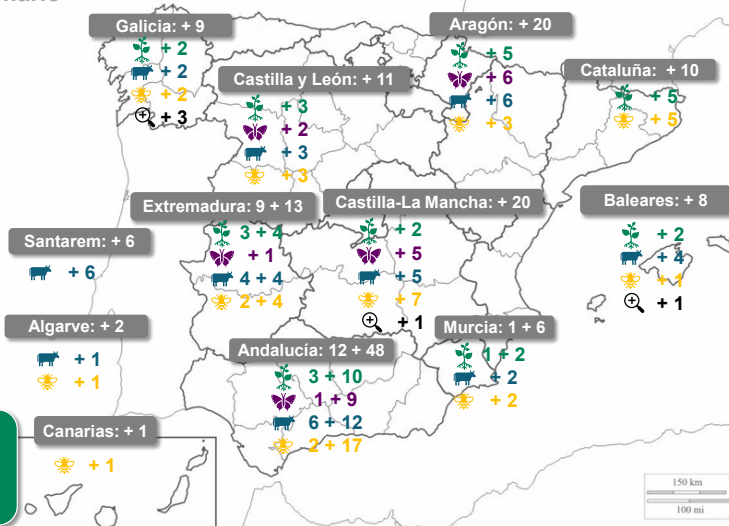 Galicia: + 9
+ 2
+ 2
+ 2
+ 3
Castilla y León: + 11
+ 3
+ 2
+ 3
+ 3
Aragón: + 20
+ 5
+ 6
+ 6
+ 3
Cataluña: + 10
+ 5
+ 5
Extremadura: 9 + 13
3 + 4
+ 1
4 + 4
2 + 4
Castilla-La Mancha: + 20
+ 2
+ 5
+ 5
+ 7
+ 1
Baleares: + 8
+ 2
+ 4
+ 1
+ 1
Santarem: + 6
+ 6
Algarve: + 2
+ 1
+ 1
Andalucía: 12 + 48
3 + 10
1 + 9
6 + 12
2 + 17
Murcia: 1 + 6
1 + 2
+ 2
+ 2
Canarias: + 1
+ 1
150 km
100 mi